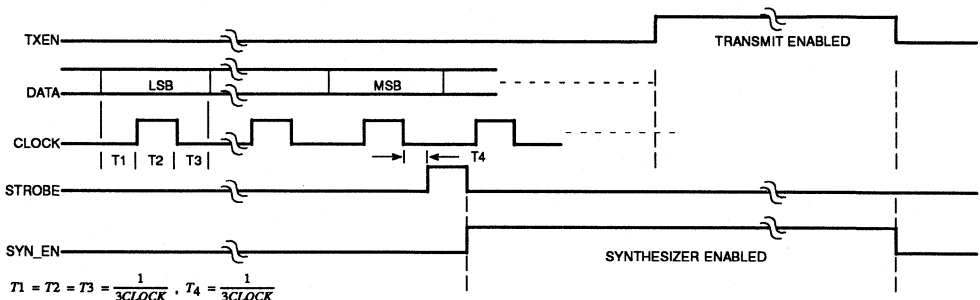 TXEN
TRANSMIT ENABLED
DATA
LSB
MSB
CLOCK
T1 T2 T3
T4
STROBE
SYN_EN
SYNTHESIZER ENABLED
T1 = T2 = T3 = 1/3CLOCK , T4 = 1/3CLOCK